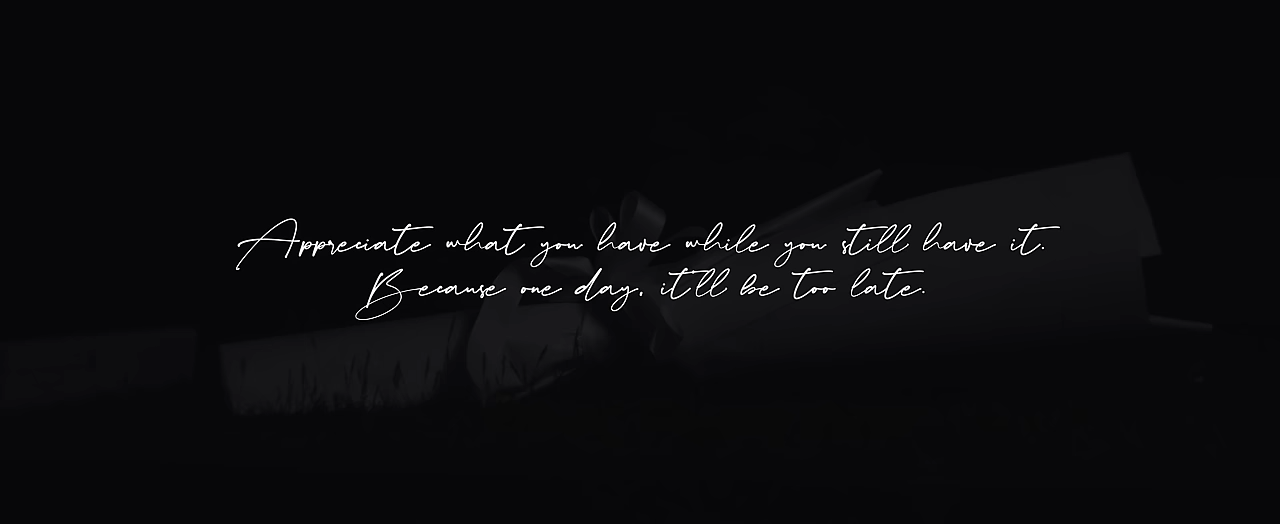 Appreciate what you have while you still have it.
Because one day, it'll be too late.